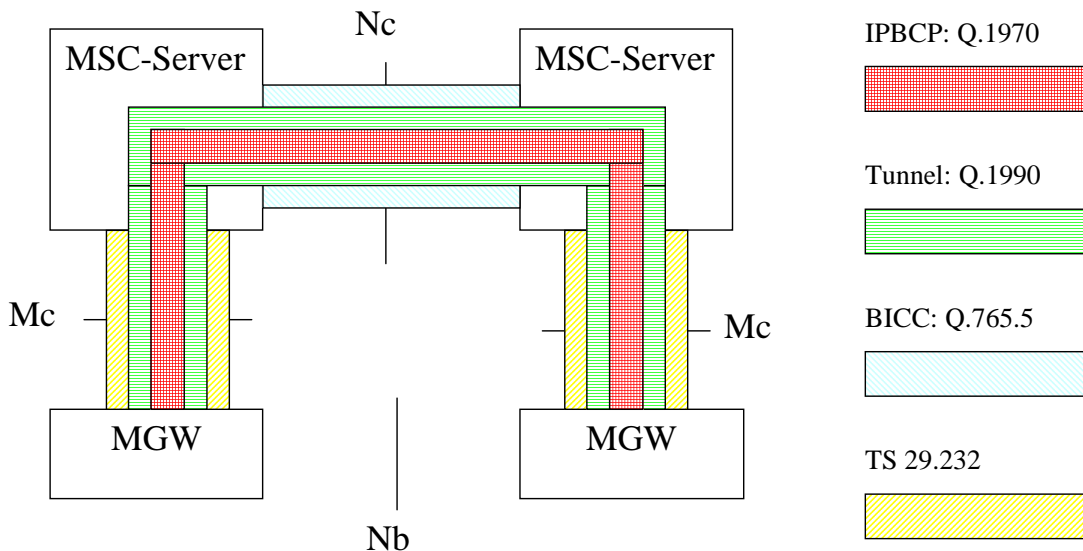 Nc
MSC-Server
MSC-Server
Mc
Mc
MGW
MGW
Nb
IPBCP: Q.1970
Tunnel: Q.1990
BICC: Q.765.5
TS 29.232